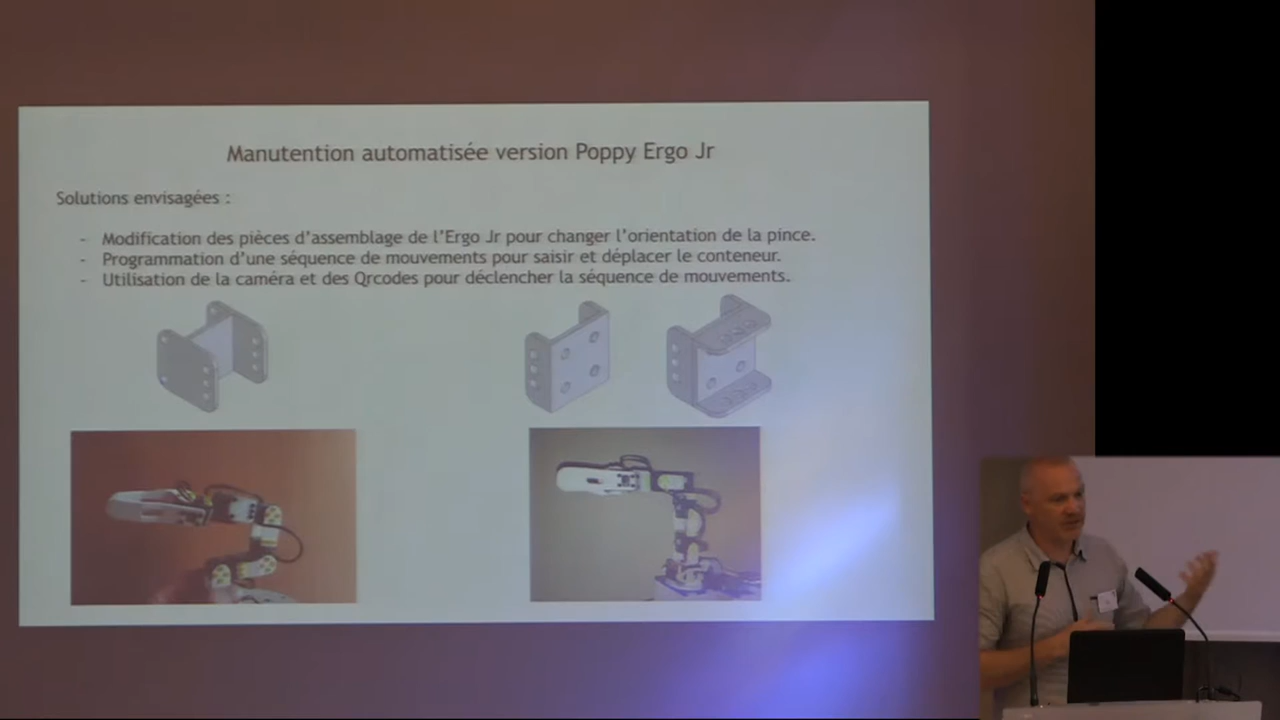 Manutention automatisée version Poppy Ergo Jr
Solutions envisagées :
- Modification des pièces d'assemblage de l'Ergo Jr pour changer l'orientation de la pince.
- Programmation d'une séquence de mouvements pour saisir et déplacer le conteneur.
- Utilisation de la caméra et des Qrcodes pour déclencher la séquence de mouvements.